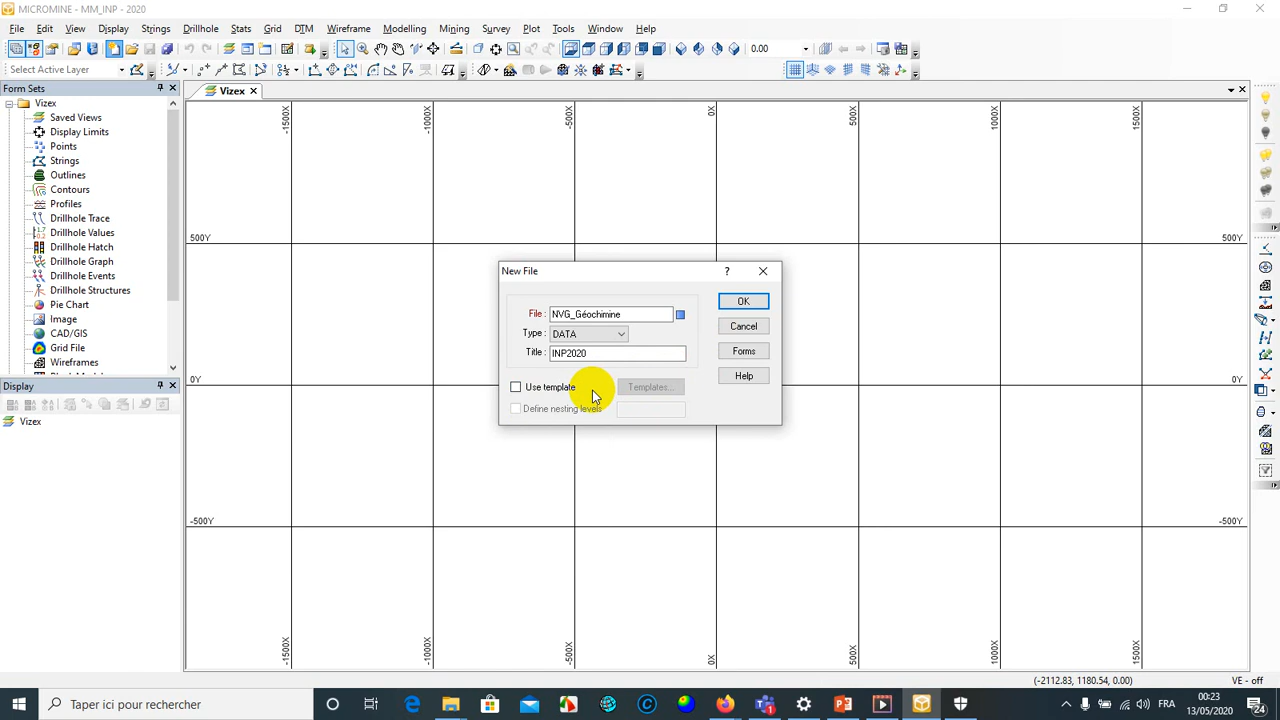 MICROMINE - MM_INP - 2020
File Edit View Display Strings Drillhole Stats Grid DTM Wireframe Modelling Mining Survey Plot Tools Window Help
0.00
Select Active Layer
Form Sets
Vizex
Vizex
Saved Views
Display Limits
Points
Strings
Outlines
Contours
Profiles
Drillhole Trace
Drillhole Values
Drillhole Hatch
Drillhole Graph
Drillhole Events
Drillhole Structures
Pie Chart
Image
Grid File
CAD/GIS
Wireframes
Display
Vizex
-1500X -1000X -500X 0X 500X 1000X 1500X
500Y 500Y
0Y 0Y
-500Y -500Y
-1500X -1000X -500X 0X 500X 1000X 1500X
New File
File : NVG_Géochimine
Type : DATA
Title : INP2020
Use template
Templates...
Define nesting levels
OK
Cancel
Forms
Help
(-2112.83, 1180.54, 0.00) VE - off
Taper ici pour rechercher
FRA
00:23
13/05/2020
24